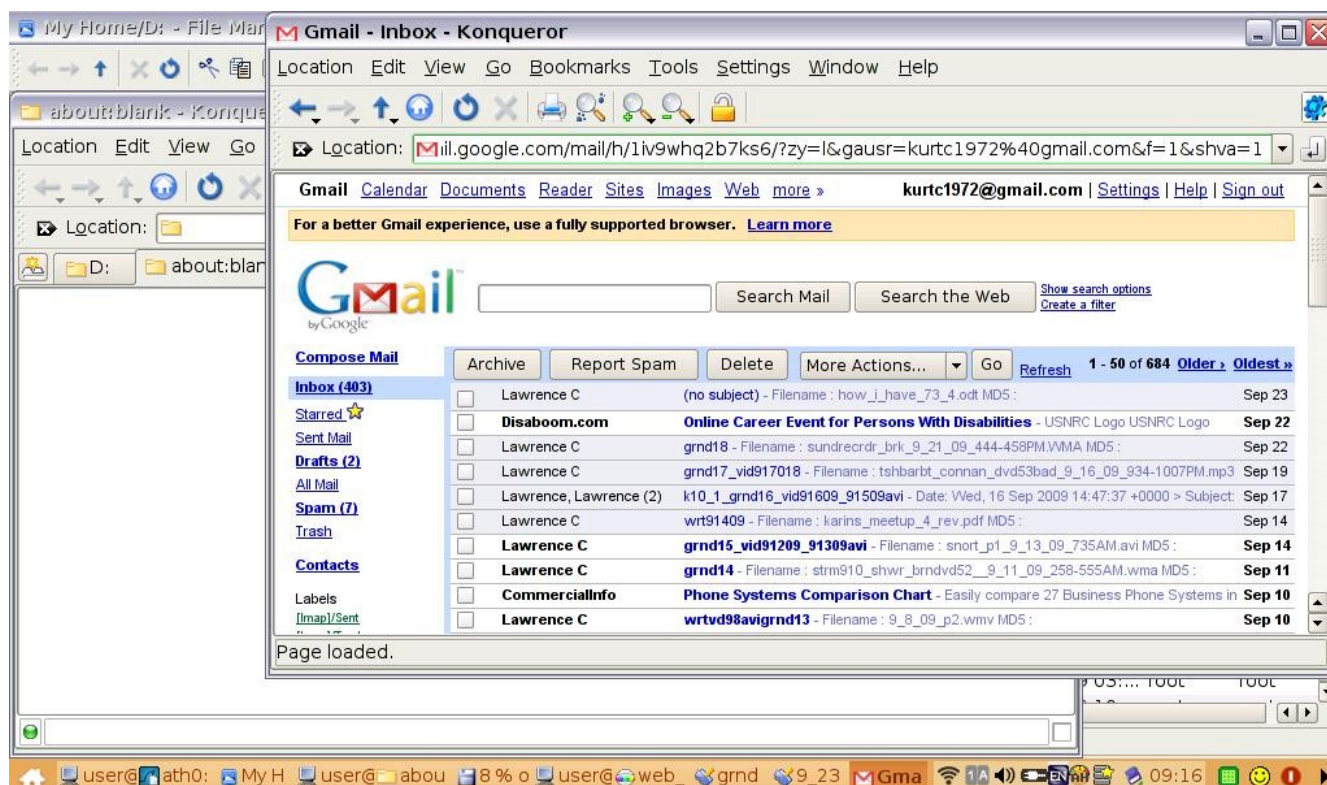 My Home/D: - File Mar
about:blank - Konque
Location Edit View Go
Location:
D: about:blan
Gmail - Inbox - Konqueror
Location Edit View Go Bookmarks Tools Settings Window Help
Location: il.google.com/mail/h/1iv9whq2b7ks6/?zy=l&gausr=kurtc1972%40gmail.com&f=1&shva=1
Gmail Calendar Documents Reader Sites Images Web more » kurtc1972@gmail.com | Settings | Help | Sign out
For a better Gmail experience, use a fully supported browser. Learn more
Gmail by Google
Search Mail Search the Web Show search options
Create a filter
Compose Mail
Inbox (403)
Starred
Sent Mail
Drafts (2)
All Mail
Spam (7)
Trash
Contacts
Labels
[Imap]/Sent
Archive Report Spam Delete More Actions... Go Refresh 1 - 50 of 684 Older › Oldest »
Lawrence C (no subject) - Filename : how_i_have_73_4.odt MD5 : Sep 23
Disaboom.com Online Career Event for Persons With Disabilities - USNRC Logo USNRC Logo Sep 22
Lawrence C grnd18 - Filename : sundrecrdr_brk_9_21_09_444-458PM.WMA MD5 : Sep 22
Lawrence C grnd17_vid917018 - Filename : tshbarbt_connan_dvd53bad_9_16_09_934-1007PM.mp3 Sep 19
Lawrence, Lawrence (2) k10_1_grnd16_vid91609_91509avi - Date: Wed, 16 Sep 2009 14:47:37 +0000 > Subject: Sep 17
Lawrence C wrt91409 - Filename : karins_meetup_4_rev.pdf MD5 : Sep 14
Lawrence C grnd15_vid91209_91309avi - Filename : snort_p1_9_13_09_735AM.avi MD5 : Sep 14
Lawrence C grnd14 - Filename : strm910_shwr_brndvd52__9_11_09_258-555AM.wma MD5 : Sep 11
CommercialInfo Phone Systems Comparison Chart - Easily compare 27 Business Phone Systems in Sep 10
Lawrence C wrtvd98avigrnd13 - Filename : 9_8_09_p2.wmv MD5 : Sep 10
Page loaded.
user@ ath0: My H user@ abou 8 % o user@ web_ grnd 9_23 Gma 1A EN 09:16